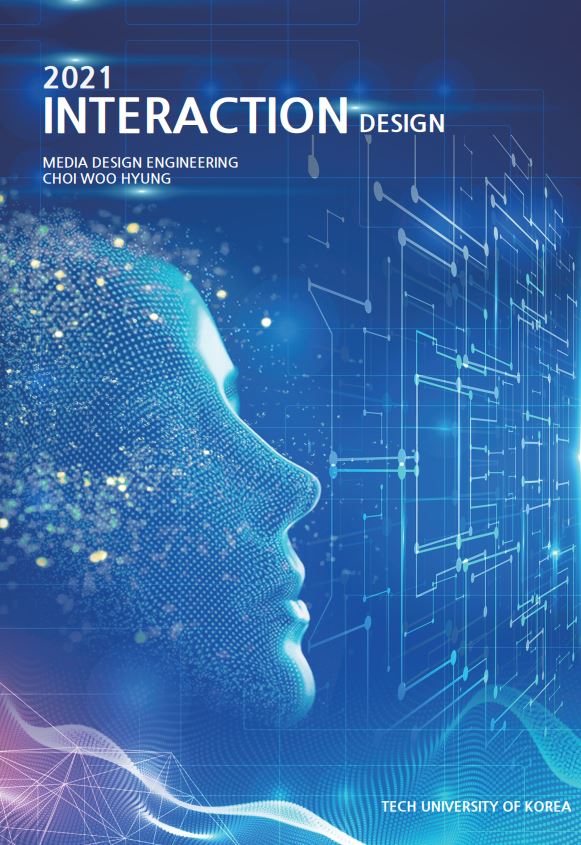 2021
INTERACTION DESIGN
MEDIA DESIGN ENGINEERING
CHOI WOO HYUNG
TECH UNIVERSITY OF KOREA